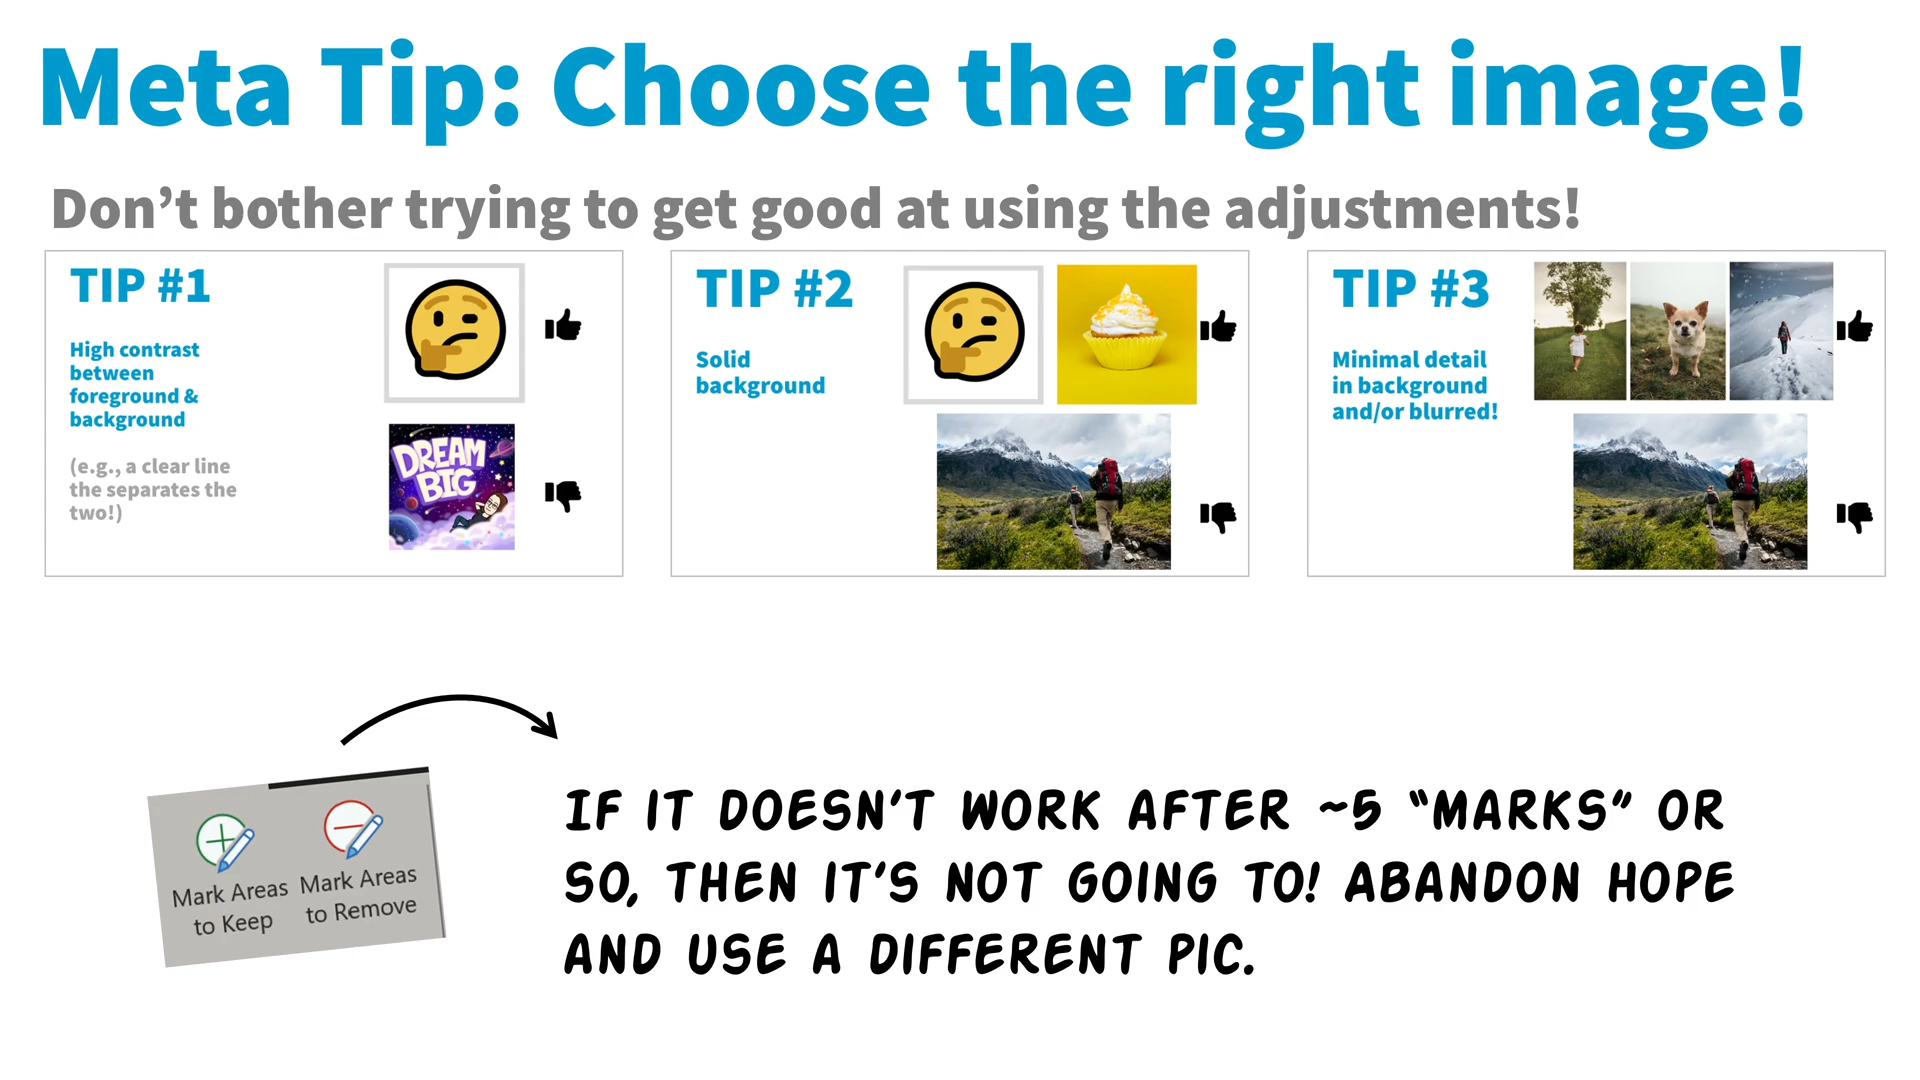 Meta Tip: Choose the right image!
Don’t bother trying to get good at using the adjustments!
TIP #1
High contrast
between
foreground &
background
(e.g., a clear line
the separates the
two!)
DREAM
BIG
TIP #2
Solid
background
TIP #3
Minimal detail
in background
and/or blurred!
Mark Areas
to Keep
Mark Areas
to Remove
IF IT DOESN’T WORK AFTER ~5 “MARKS” OR
SO, THEN IT’S NOT GOING TO! ABANDON HOPE
AND USE A DIFFERENT PIC.